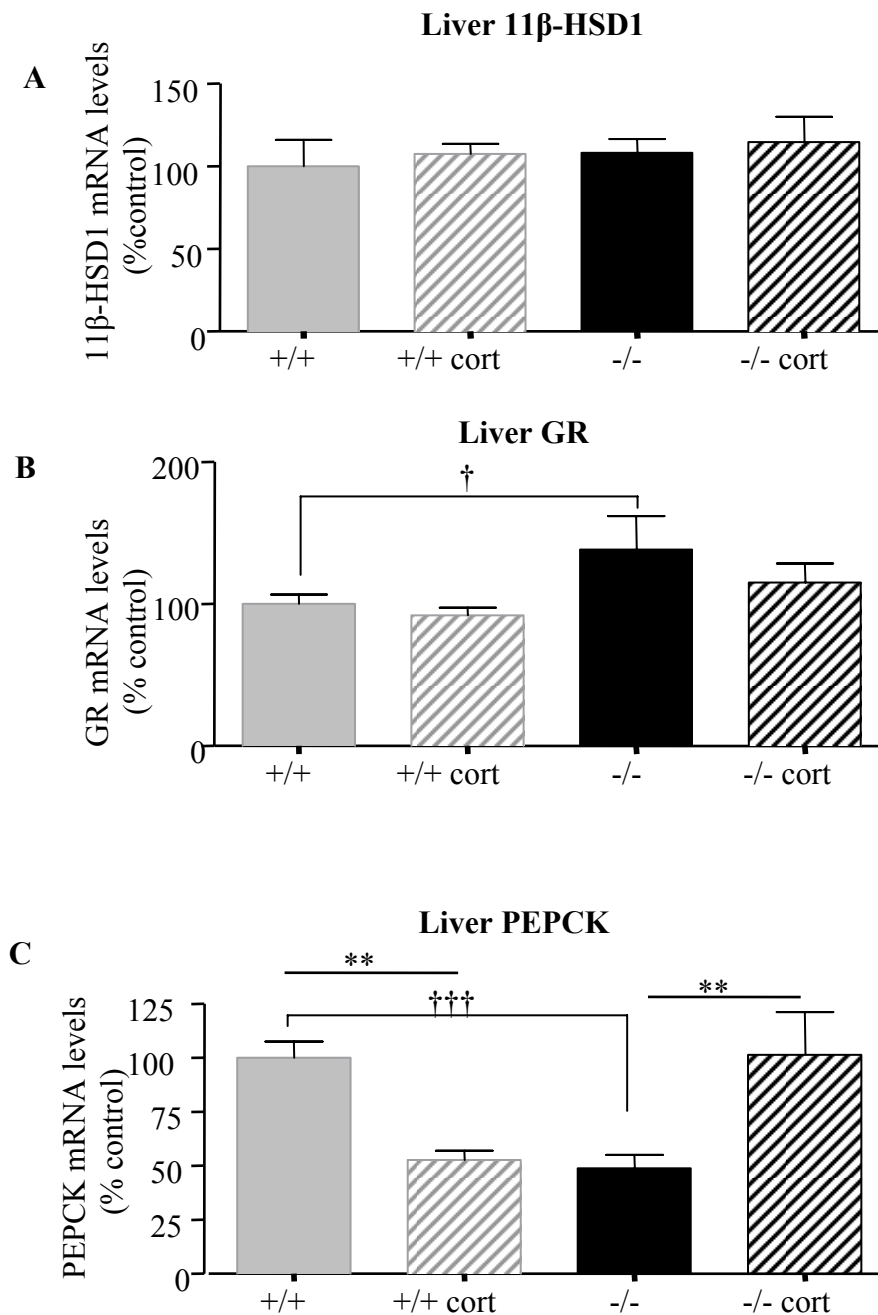 Liver 11β-HSD1
A
11β-HSD1 mRNA levels
(%control)
150
100
50
0
+/+ +/+ cort -/- -/- cort
Liver GR
B
GR mRNA levels
(% control)
200
†
100
0
+/+ +/+ cort -/- -/- cort
Liver PEPCK
C
PEPCK mRNA levels
(% control)
** **
†††
125
100
75
50
25
0
+/+ +/+ cort -/- -/- cort